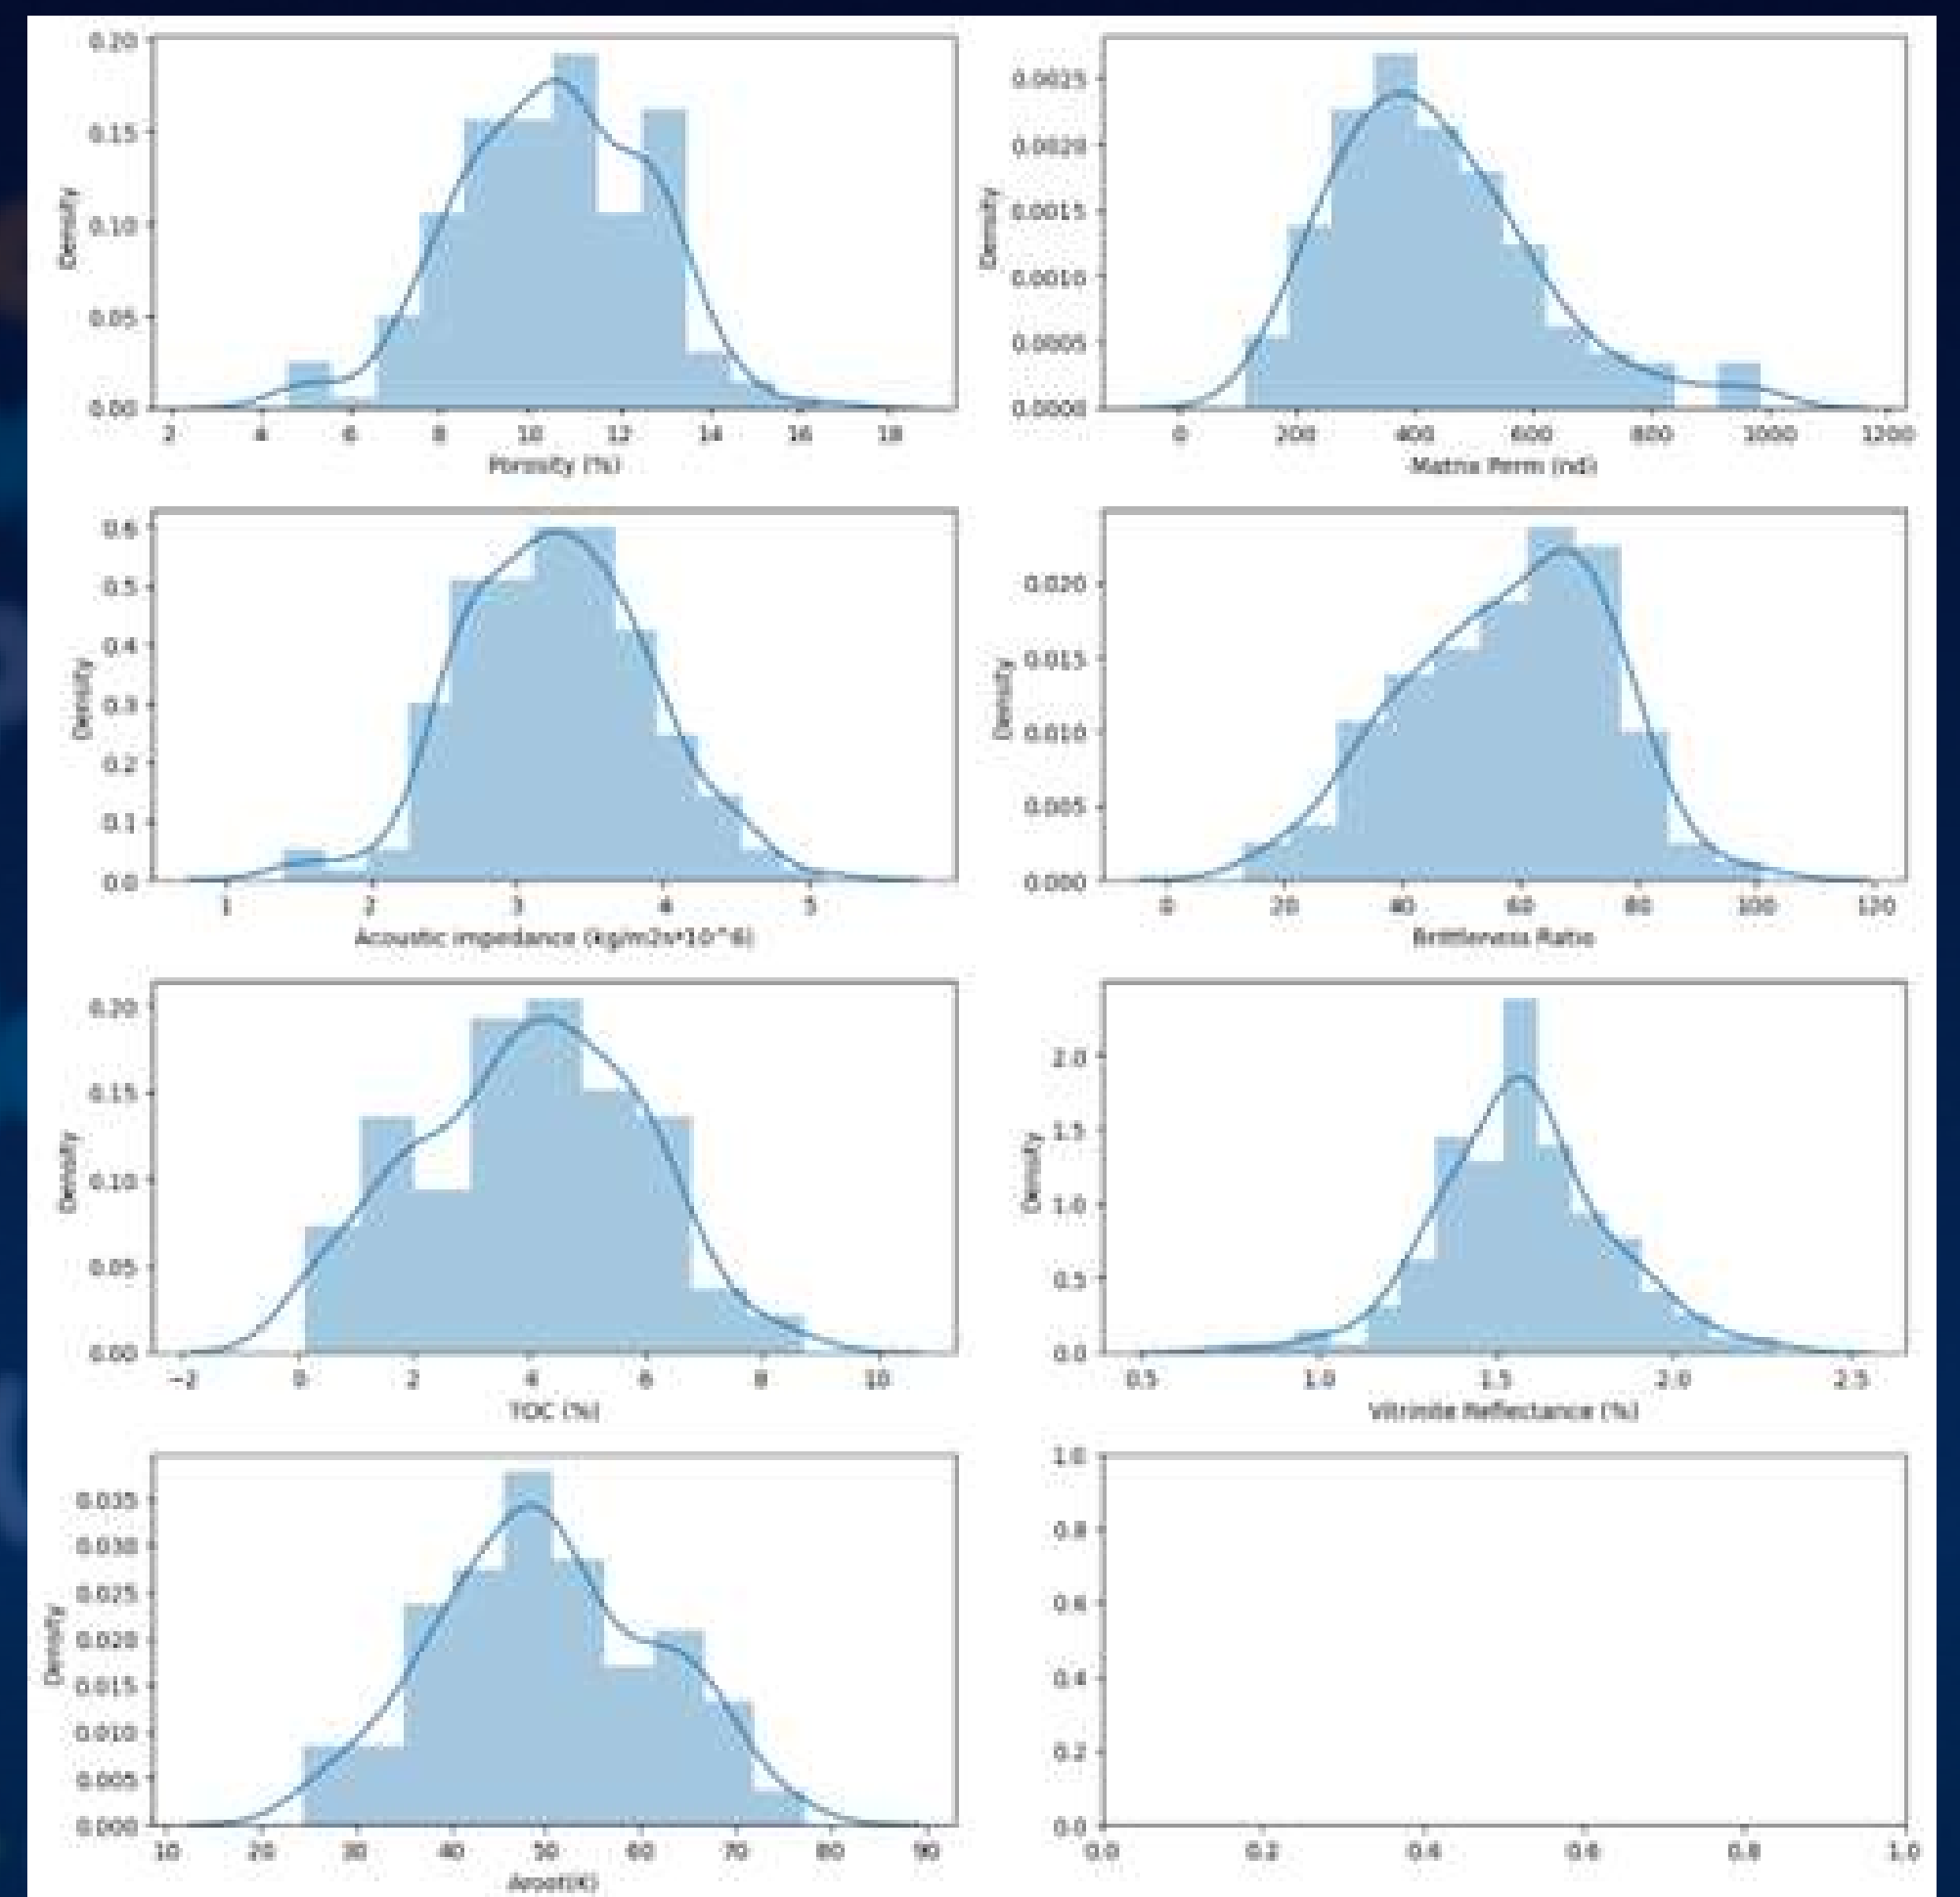 0.20
0.15
0.10
0.05
0.00
Density
2 4 6 8 10 12 14 16 18
Porosity (%)
0.0025
0.0020
0.0015
0.0010
0.0005
0.0000
Density
0 200 400 600 800 1000 1200
Matrix Perm (nd)
0.6
0.5
0.4
0.3
0.2
0.1
0.0
Density
1 2 3 4 5
Acoustic impedance (kg/m2s*10^6)
0.020
0.015
0.010
0.005
0.000
Density
0 20 40 60 80 100 120
Brittleness Ratio
0.20
0.15
0.10
0.05
0.00
Density
−2 0 2 4 6 8 10
TOC (%)
2.0
1.5
1.0
0.5
0.0
Density
0.5 1.0 1.5 2.0 2.5
Vitrinite Reflectance (%)
0.035
0.030
0.025
0.020
0.015
0.010
0.005
0.000
Density
10 20 30 40 50 60 70 80 90
Aroot(K)
1.0
0.8
0.6
0.4
0.2
0.0
0.0 0.2 0.4 0.6 0.8 1.0